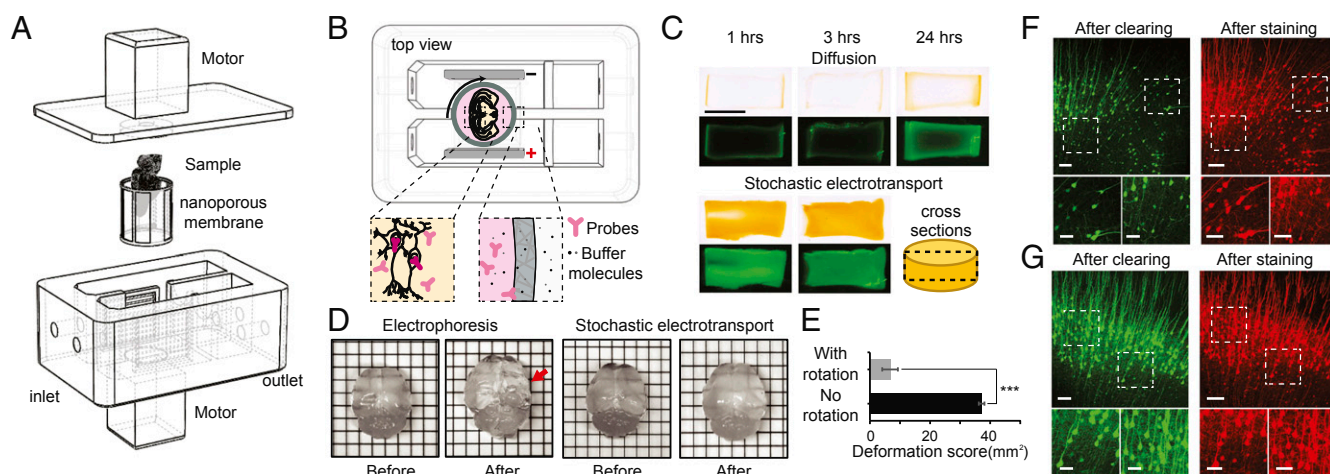 A
Motor
Sample
nanoporous
membrane
inlet
outlet
Motor
B
top view
−
+
Probes
Buffer
molecules
C
1 hrs
3 hrs
24 hrs
Diffusion
Stochastic electrotransport
cross
sections
D
Electrophoresis
Stochastic electrotransport
Before
After
Before
After
E
With
rotation
No
rotation
***
0
20
40
Deformation score(mm²)
F
After clearing
After staining
G
After clearing
After staining